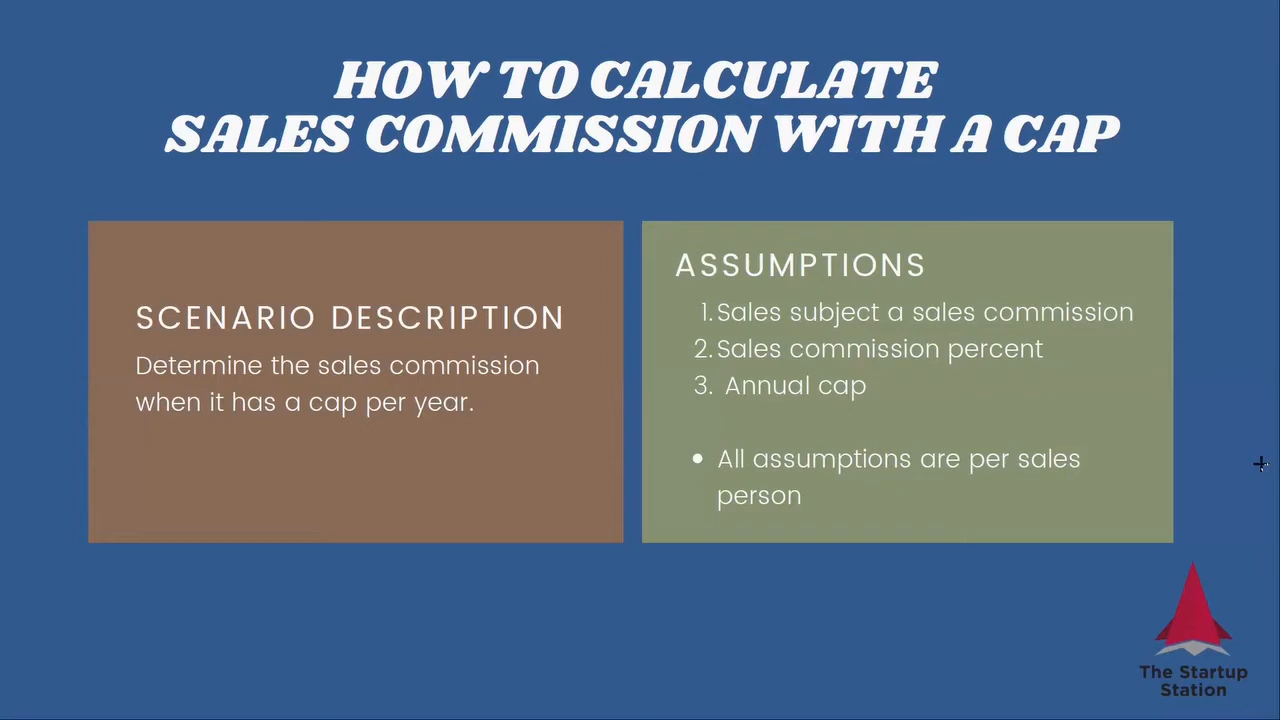 HOW TO CALCULATE
SALES COMMISSION WITH A CAP
SCENARIO DESCRIPTION
Determine the sales commission
when it has a cap per year.
ASSUMPTIONS
1. Sales subject a sales commission
2. Sales commission percent
3. Annual cap
• All assumptions are per sales
person
The Startup
Station